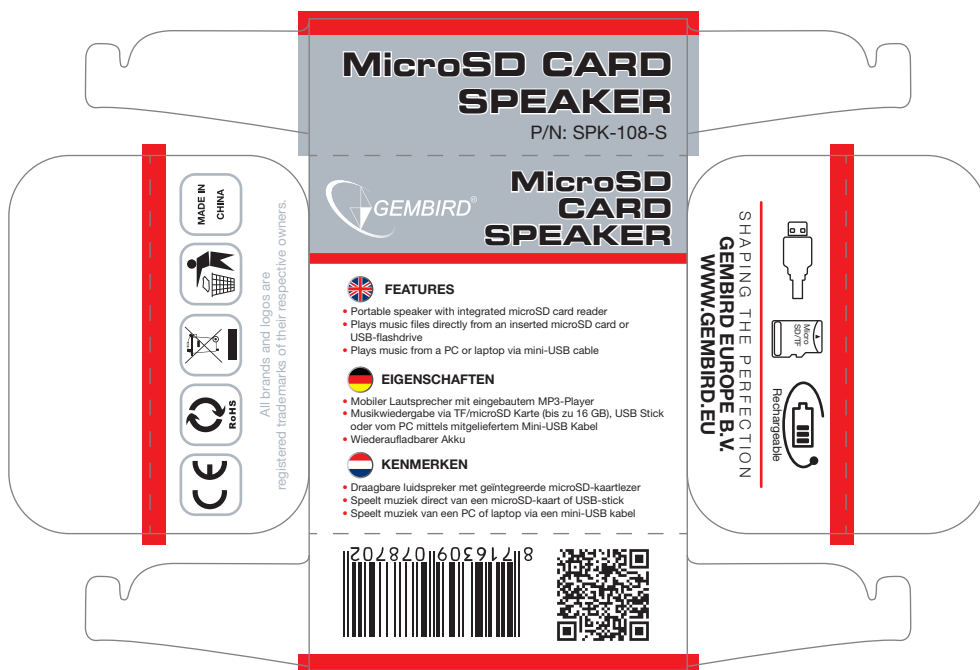 MicroSD CARD
SPEAKER
P/N: SPK-108-S
GEMBIRD®
MicroSD
CARD
SPEAKER
FEATURES
• Portable speaker with integrated microSD card reader
• Plays music files directly from an inserted microSD card or
USB-flashdrive
• Plays music from a PC or laptop via mini-USB cable
EIGENSCHAFTEN
• Mobiler Lautsprecher mit eingebautem MP3-Player
• Musikwiedergabe via TF/microSD Karte (bis zu 16 GB), USB Stick
oder vom PC mittels mitgeliefertem Mini-USB Kabel
• Wiederaufladbarer Akku
KENMERKEN
• Draagbare luidspreker met geïntegreerde microSD-kaartlezer
• Speelt muziek direct van een microSD-kaart of USB-stick
• Speelt muziek van een PC of laptop via een mini-USB kabel
8 716309 078702
MADE IN
CHINA
RoHS
CE
All brands and logos are
registered trademarks of their respective owners.
SHAPING THE PERFECTION
GEMBIRD EUROPE B.V.
WWW.GEMBIRD.EU
Micro
SD/TF
Rechargeable